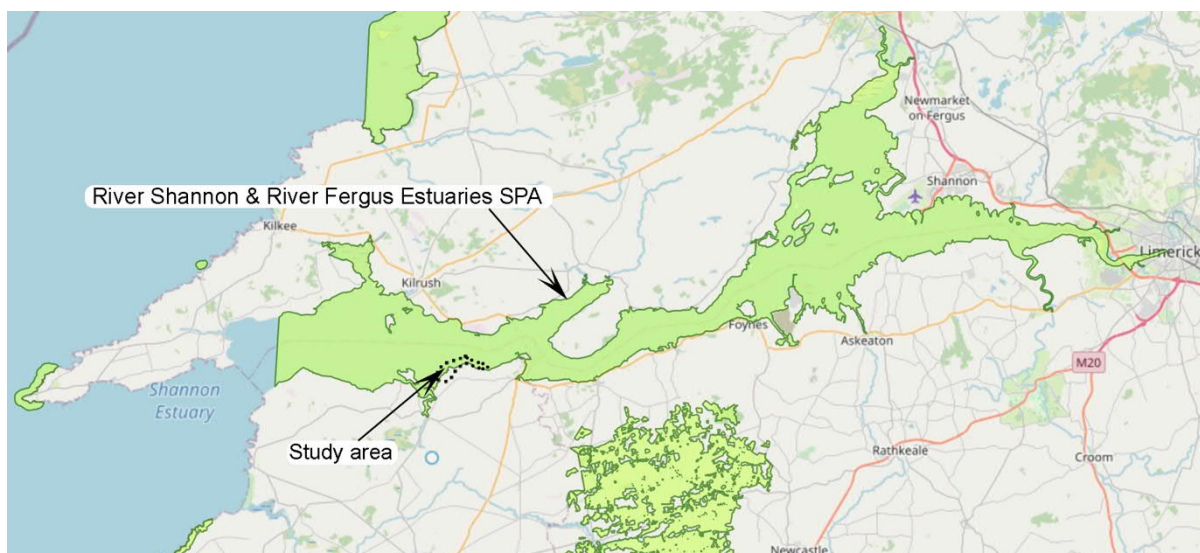 Newmarket
on Fergus
Shannon
River Shannon & River Fergus Estuaries SPA
Kilkee
Limerick
Kilrush
Foynes
Askeaton
M20
Shannon
Estuary
Study area
Rathkeale
Croom
Newcastle